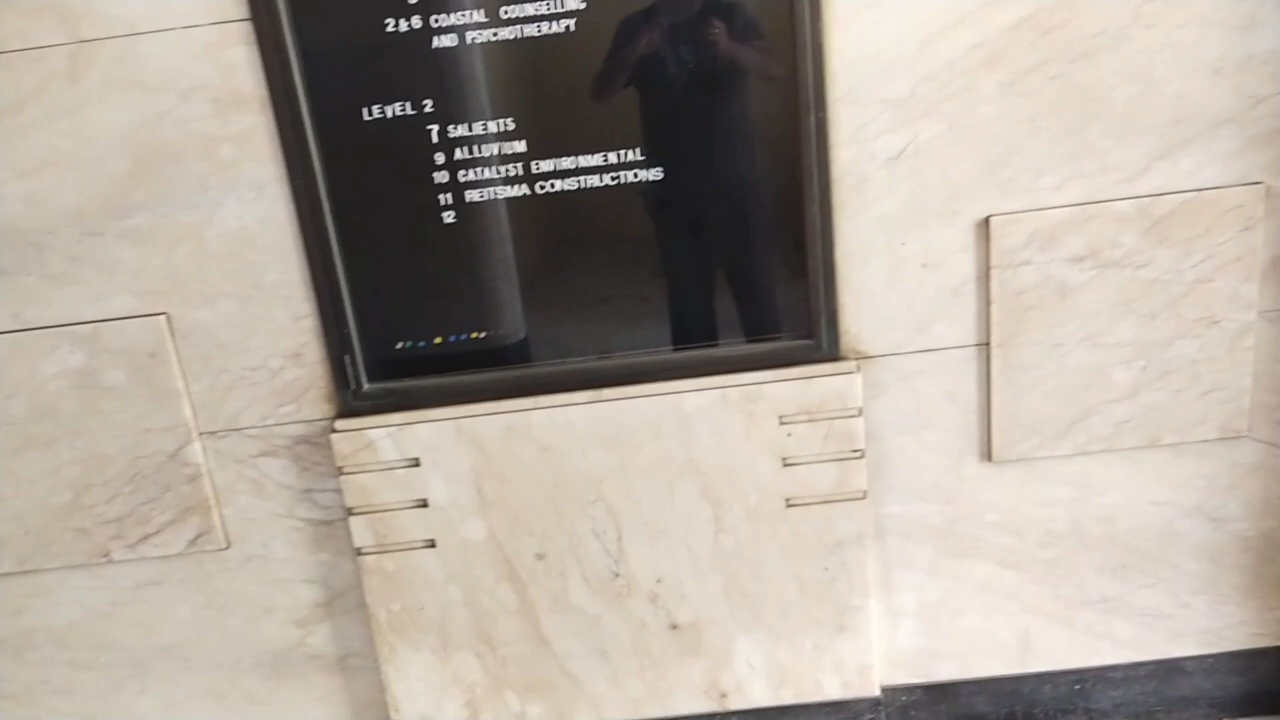 2&6 COASTAL COUNSELLING
AND PSYCHOTHERAPY
LEVEL 2
7 SALIENTS
9 ALLUVIUM
10 CATALYST ENVIRONMENTAL
11 REITSMA CONSTRUCTIONS
12